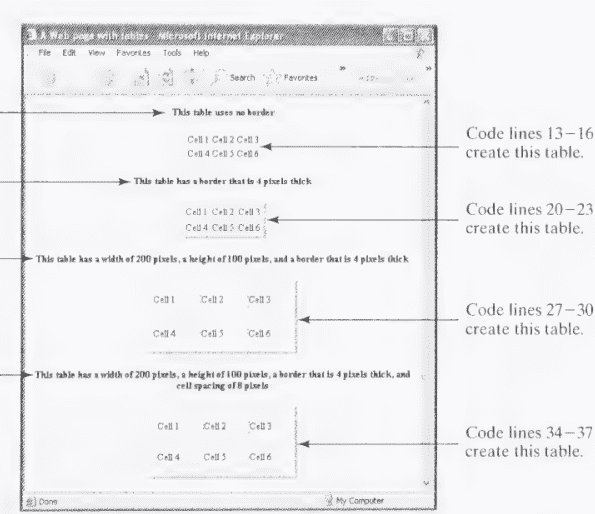 A Web page with tables - Microsoft Internet Explorer
File Edit View Favorites Tools Help
Search Favorites
This table uses no border
Cell 1 Cell 2 Cell 3
Cell 4 Cell 5 Cell 6
Code lines 13–16
create this table.
This table has a border that is 4 pixels thick
Cell 1 Cell 2 Cell 3
Cell 4 Cell 5 Cell 6
Code lines 20–23
create this table.
This table has a width of 200 pixels, a height of 100 pixels, and a border that is 4 pixels thick
Cell 1 Cell 2 Cell 3
Cell 4 Cell 5 Cell 6
Code lines 27–30
create this table.
This table has a width of 200 pixels, a height of 100 pixels, a border that is 4 pixels thick, and
cell spacing of 8 pixels
Cell 1 Cell 2 Cell 3
Cell 4 Cell 5 Cell 6
Code lines 34–37
create this table.
Done My Computer